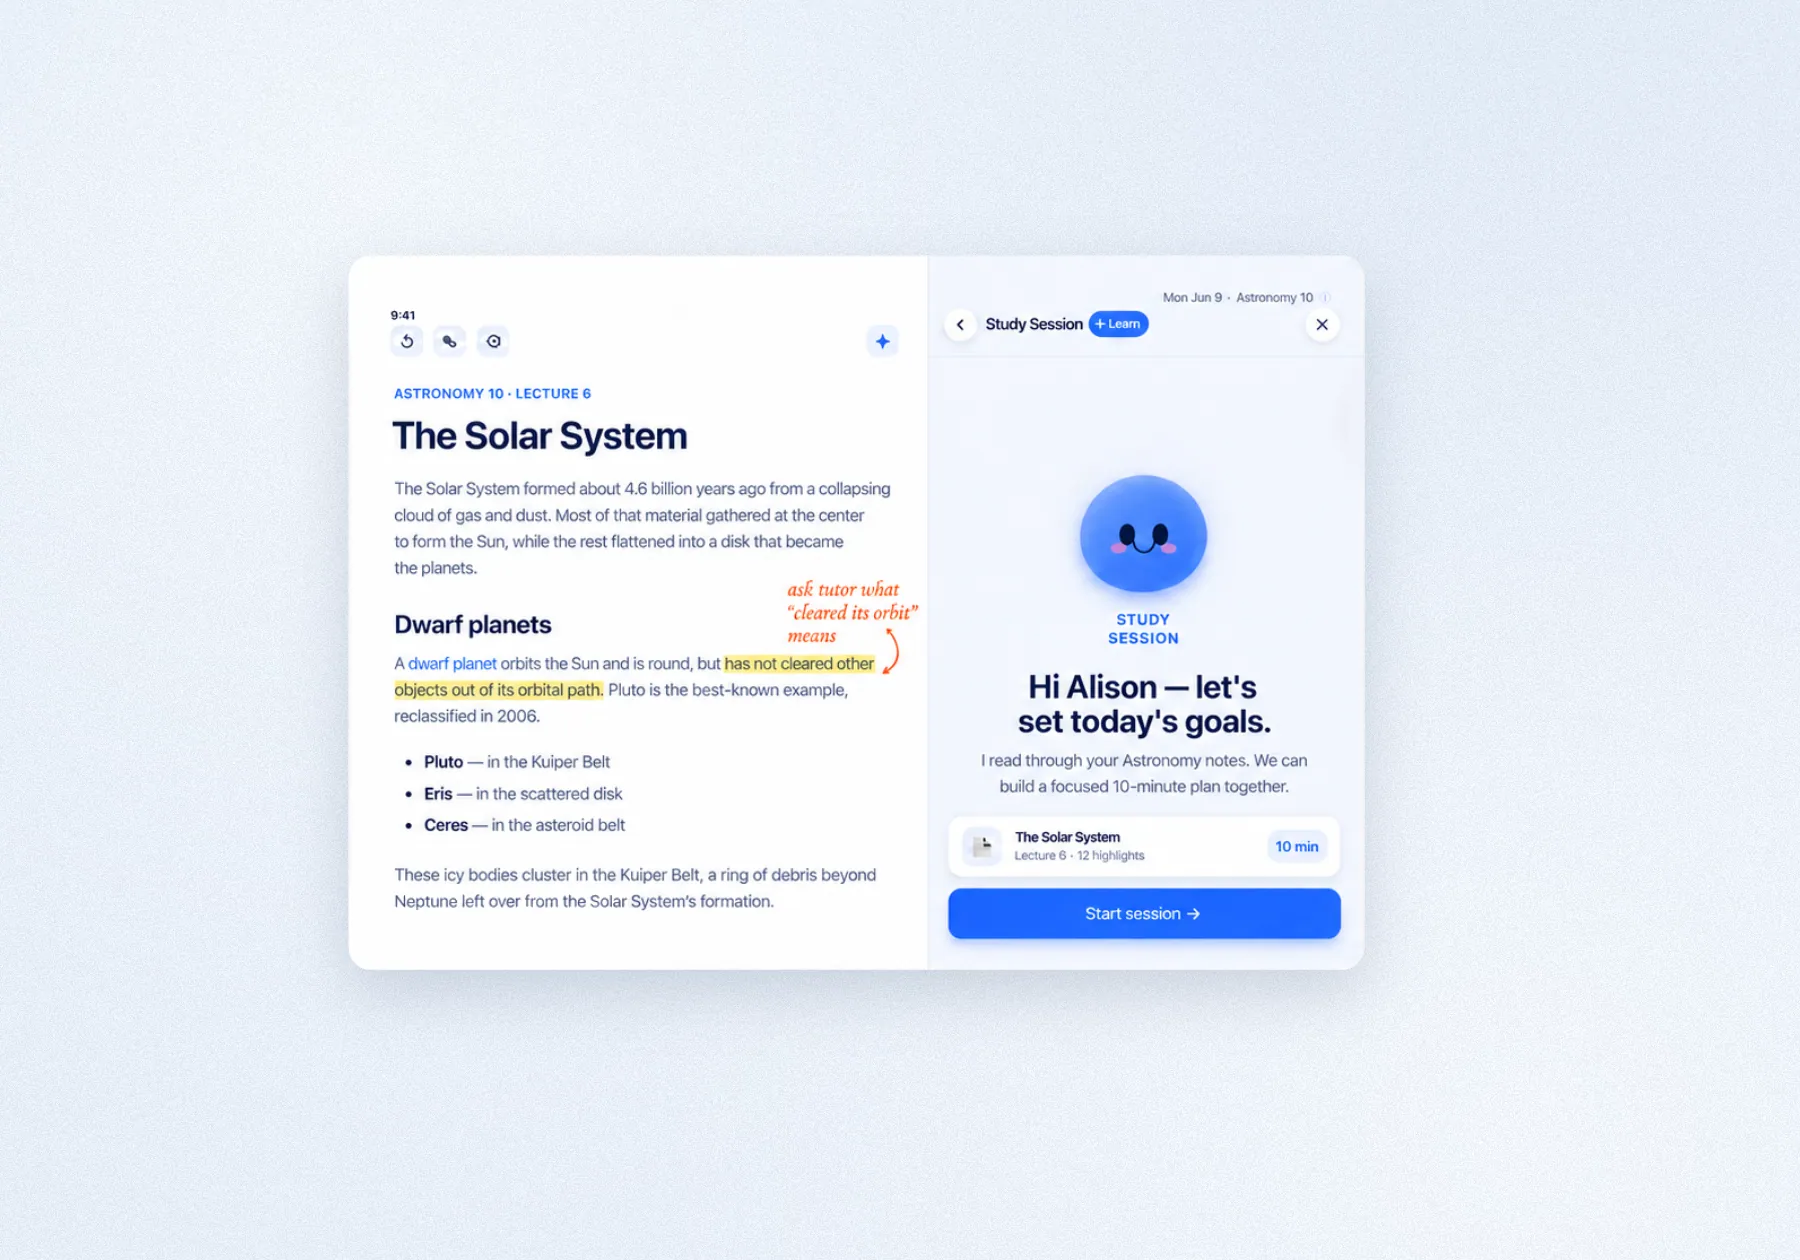 9:41
ASTRONOMY 10 · LECTURE 6
The Solar System
The Solar System formed about 4.6 billion years ago from a collapsing
cloud of gas and dust. Most of that material gathered at the center
to form the Sun, while the rest flattened into a disk that became
the planets.
ask tutor what
“cleared its orbit”
means
Dwarf planets
A dwarf planet orbits the Sun and is round, but has not cleared other
objects out of its orbital path. Pluto is the best-known example,
reclassified in 2006.
• Pluto — in the Kuiper Belt
• Eris — in the scattered disk
• Ceres — in the asteroid belt
These icy bodies cluster in the Kuiper Belt, a ring of debris beyond
Neptune left over from the Solar System’s formation.
Mon Jun 9 · Astronomy 10
Study Session + Learn
STUDY
SESSION
Hi Alison — let's
set today's goals.
I read through your Astronomy notes. We can
build a focused 10-minute plan together.
The Solar System
Lecture 6 · 12 highlights
10 min
Start session →